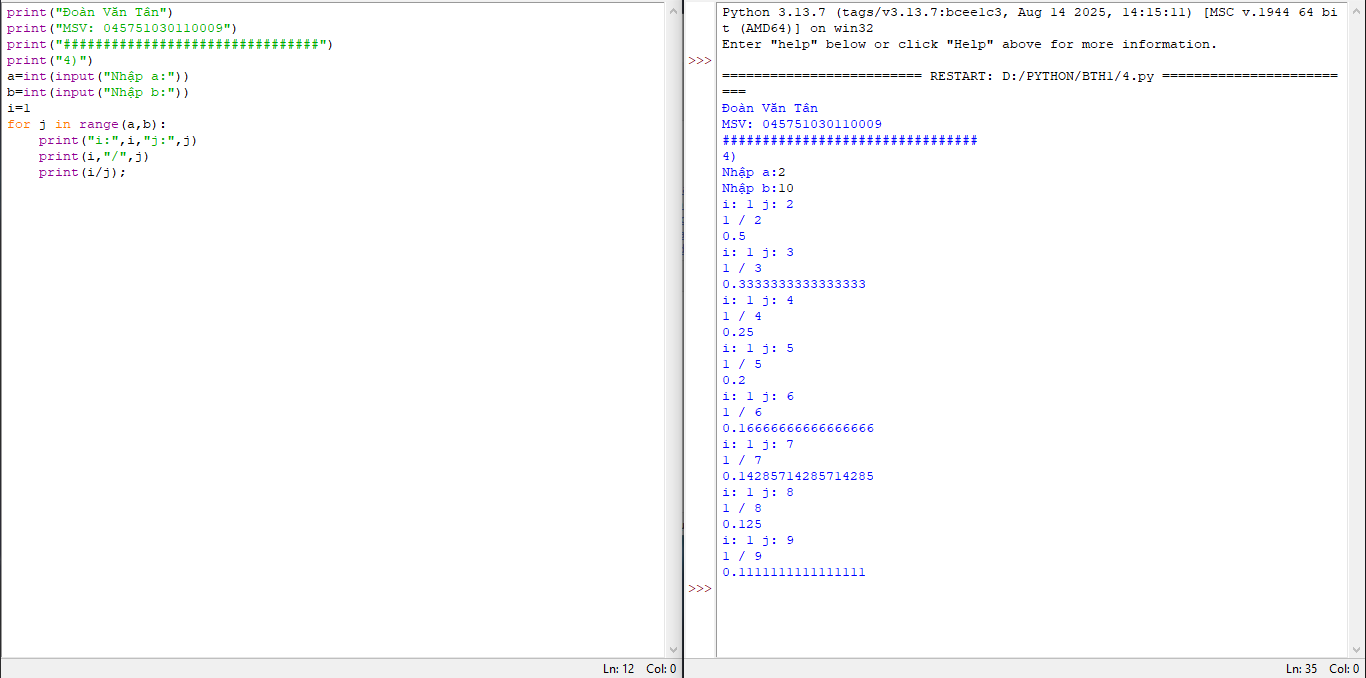 print("Đoàn Văn Tân")
print("MSV: 045751030110009")
print("################################")
print("4)")
a=int(input("Nhập a:"))
b=int(input("Nhập b:"))
i=1
for j in range(a,b):
    print("i:",i,"j:",j)
    print(i,"/",j)
    print(i/j);
Ln: 12 Col: 0
Python 3.13.7 (tags/v3.13.7:bcee1c3, Aug 14 2025, 14:15:11) [MSC v.1944 64 bi
t (AMD64)] on win32
Enter "help" below or click "Help" above for more information.
>>>
========================= RESTART: D:/PYTHON/BTH1/4.py ======================
===
Đoàn Văn Tân
MSV: 045751030110009
################################
4)
Nhập a:2
Nhập b:10
i: 1 j: 2
1 / 2
0.5
i: 1 j: 3
1 / 3
0.3333333333333333
i: 1 j: 4
1 / 4
0.25
i: 1 j: 5
1 / 5
0.2
i: 1 j: 6
1 / 6
0.16666666666666666
i: 1 j: 7
1 / 7
0.14285714285714285
i: 1 j: 8
1 / 8
0.125
i: 1 j: 9
1 / 9
0.1111111111111111
>>>
Ln: 35 Col: 0